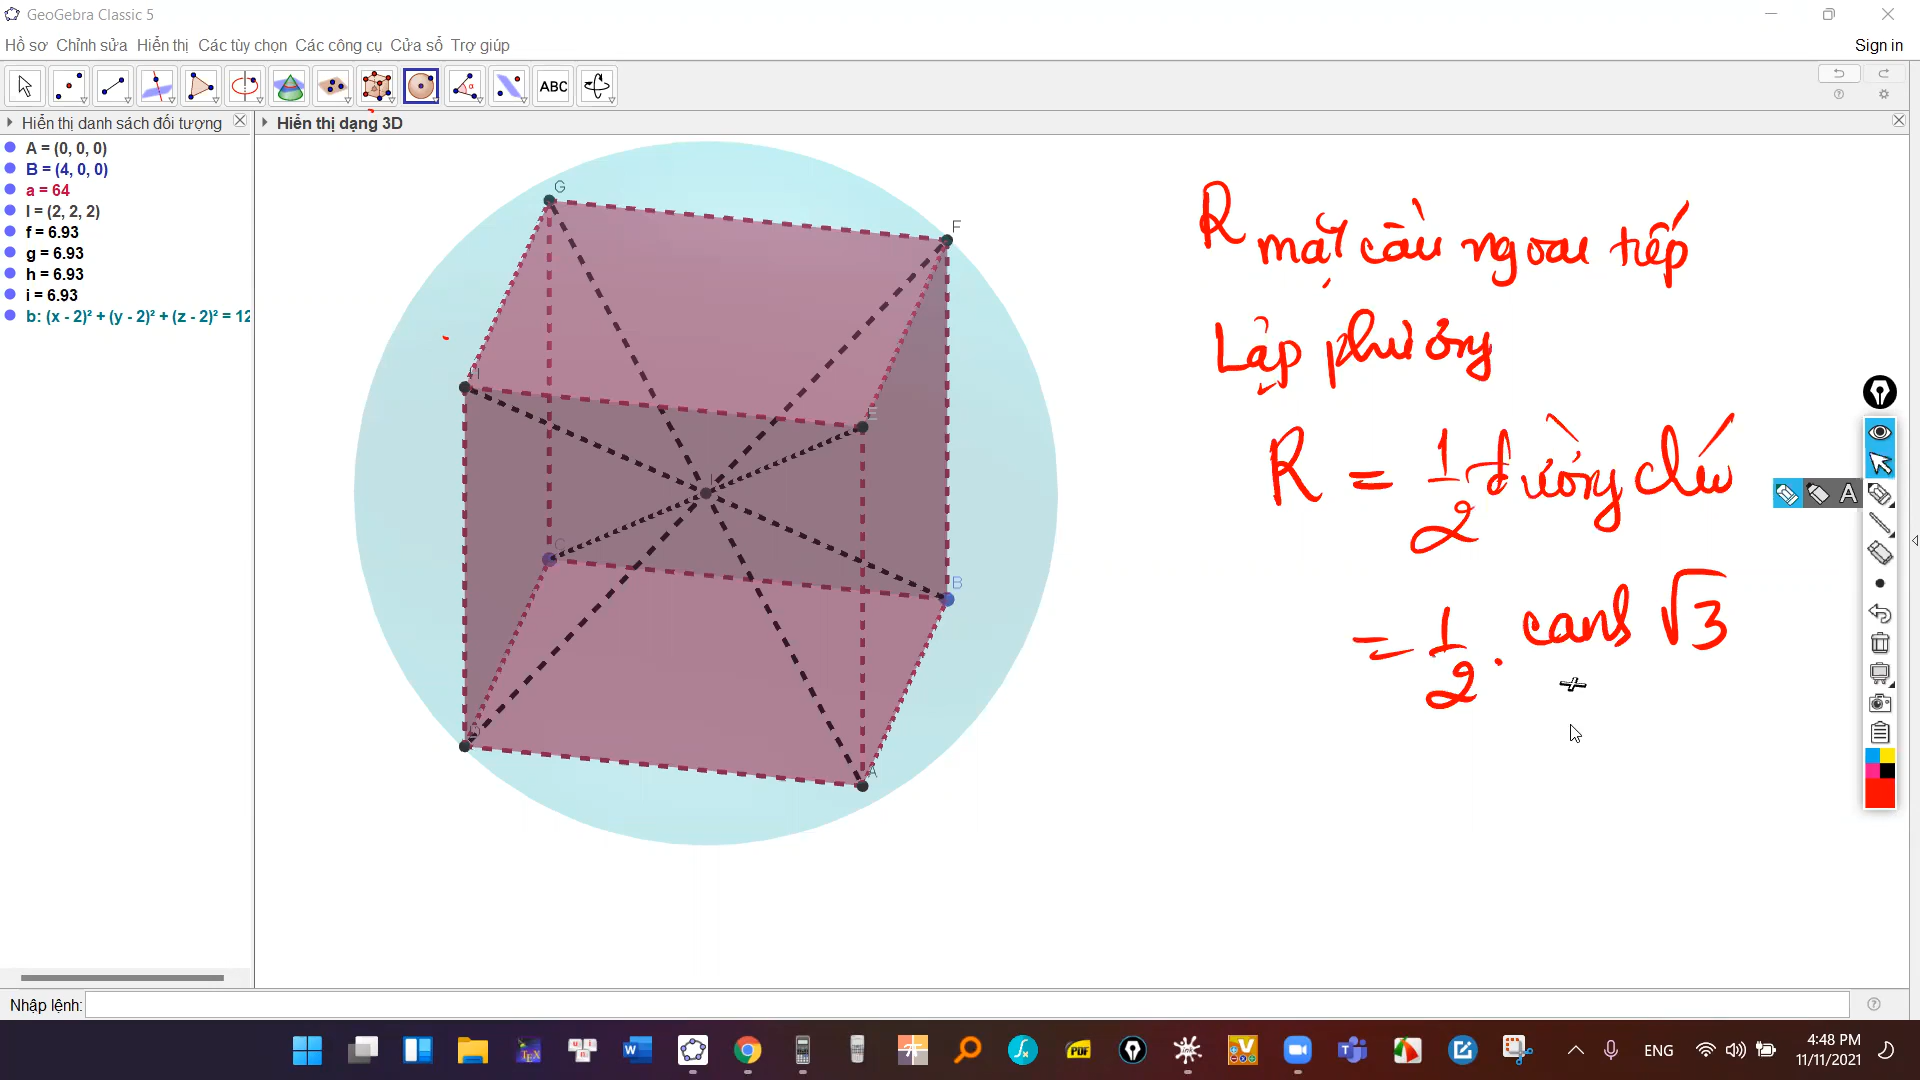 GeoGebra Classic 5
Hồ sơ Chỉnh sửa Hiển thị Các tùy chọn Các công cụ Cửa sổ Trợ giúp
Sign in
ABC
Hiển thị danh sách đối tượng
Hiển thị dạng 3D
A = (0, 0, 0)
B = (4, 0, 0)
a = 64
I = (2, 2, 2)
f = 6.93
g = 6.93
h = 6.93
i = 6.93
b: (x - 2)² + (y - 2)² + (z - 2)² = 12
G
F
H
E
I
C
B
D
A
R mặt cầu ngoại tiếp
Lập phương
R = 1/2 đường chéo
= 1/2 . cạnh √3
A
Nhập lệnh:
ENG
4:48 PM
11/11/2021